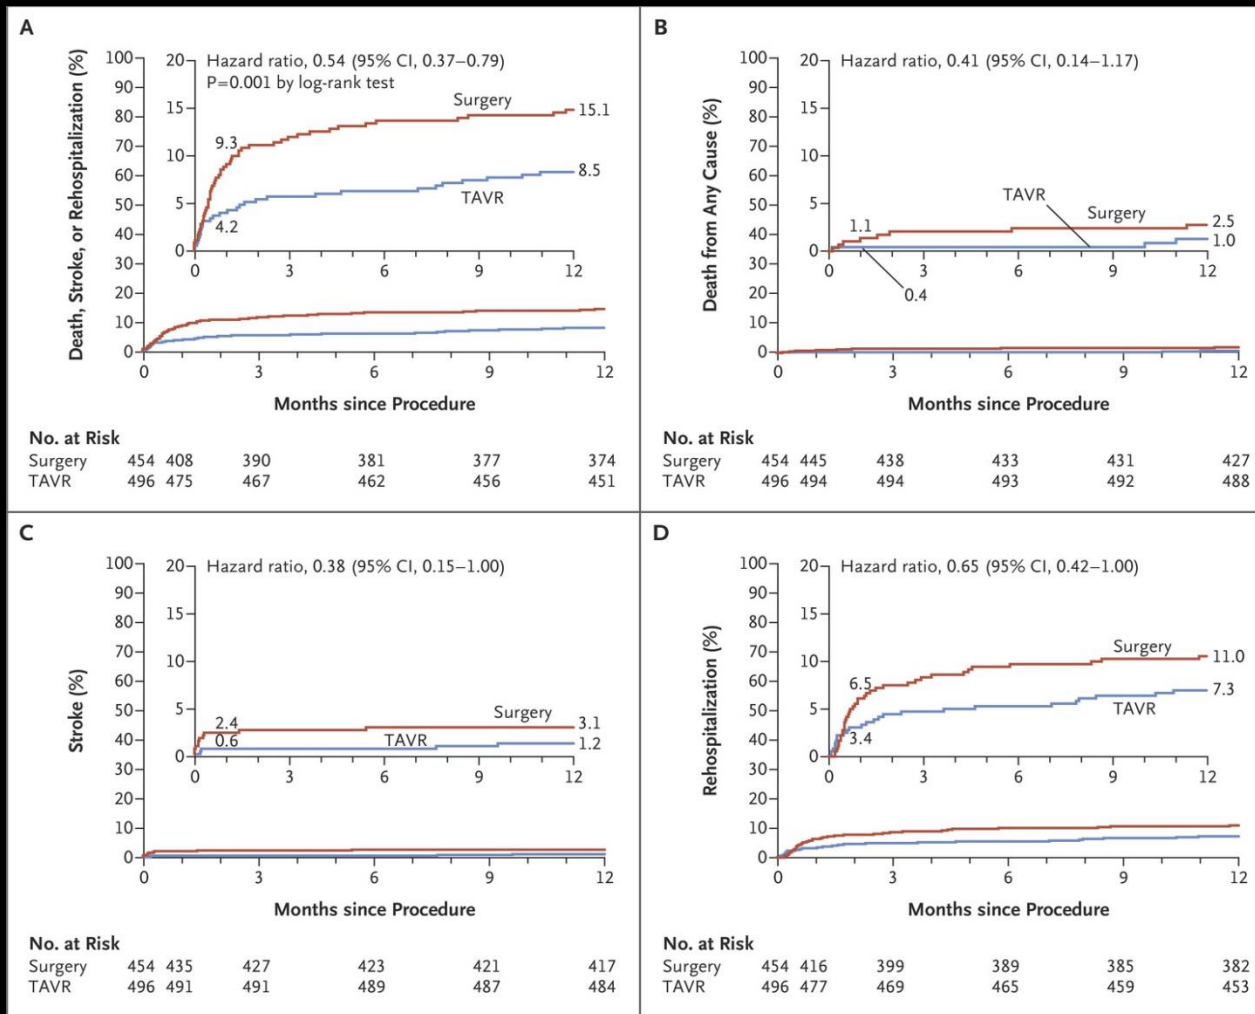 A
Death, Stroke, or Rehospitalization (%)
100
90
80
70
60
50
40
30
20
10
0
0 3 6 9 12
Months since Procedure
20
15
10
5
0
0 3 6 9 12
Hazard ratio, 0.54 (95% CI, 0.37–0.79)
P=0.001 by log-rank test
Surgery
15.1
9.3
8.5
TAVR
4.2
No. at Risk
Surgery 454 408 390 381 377 374
TAVR 496 475 467 462 456 451
B
Death from Any Cause (%)
100
90
80
70
60
50
40
30
20
10
0
0 3 6 9 12
Months since Procedure
20
15
10
5
0
0 3 6 9 12
Hazard ratio, 0.41 (95% CI, 0.14–1.17)
TAVR
Surgery
1.1
2.5
1.0
0.4
No. at Risk
Surgery 454 445 438 433 431 427
TAVR 496 494 494 493 492 488
C
Stroke (%)
100
90
80
70
60
50
40
30
20
10
0
0 3 6 9 12
Months since Procedure
20
15
10
5
0
0 3 6 9 12
Hazard ratio, 0.38 (95% CI, 0.15–1.00)
Surgery
2.4
3.1
0.6
TAVR
1.2
No. at Risk
Surgery 454 435 427 423 421 417
TAVR 496 491 491 489 487 484
D
Rehospitalization (%)
100
90
80
70
60
50
40
30
20
10
0
0 3 6 9 12
Months since Procedure
20
15
10
5
0
0 3 6 9 12
Hazard ratio, 0.65 (95% CI, 0.42–1.00)
Surgery
11.0
6.5
7.3
TAVR
3.4
No. at Risk
Surgery 454 416 399 389 385 382
TAVR 496 477 469 465 459 453